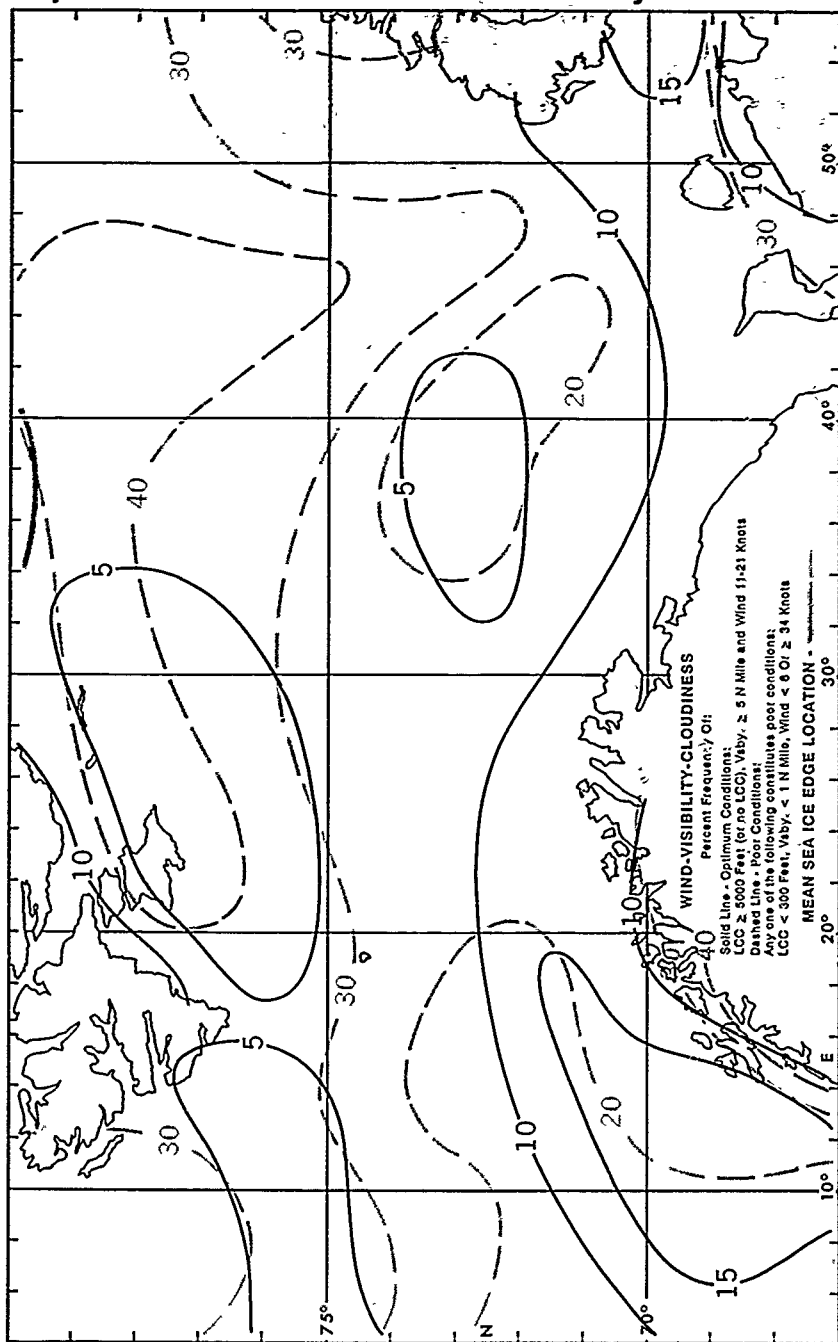 WIND-VISIBILITY-CLOUDINESS
Percent Frequency Of:
Solid Line - Optimum Conditions:
LCC ≥ 5000 Feet (or no LCC), Vsby. ≥ 5 N Mile and Wind 11-21 Knots
Dashed Line - Poor Conditions:
Any one of the following constitutes poor conditions:
LCC < 300 Feet, Vsby. < 1 N Mile, Wind < 6 Or ≥ 34 Knots
MEAN SEA ICE EDGE LOCATION -
30
30
15
50°
10
30
10
20
40°
40
5
5
30°
10
10
40
20°
30
5
E
20
30
10
10°
15
75°
N
70°